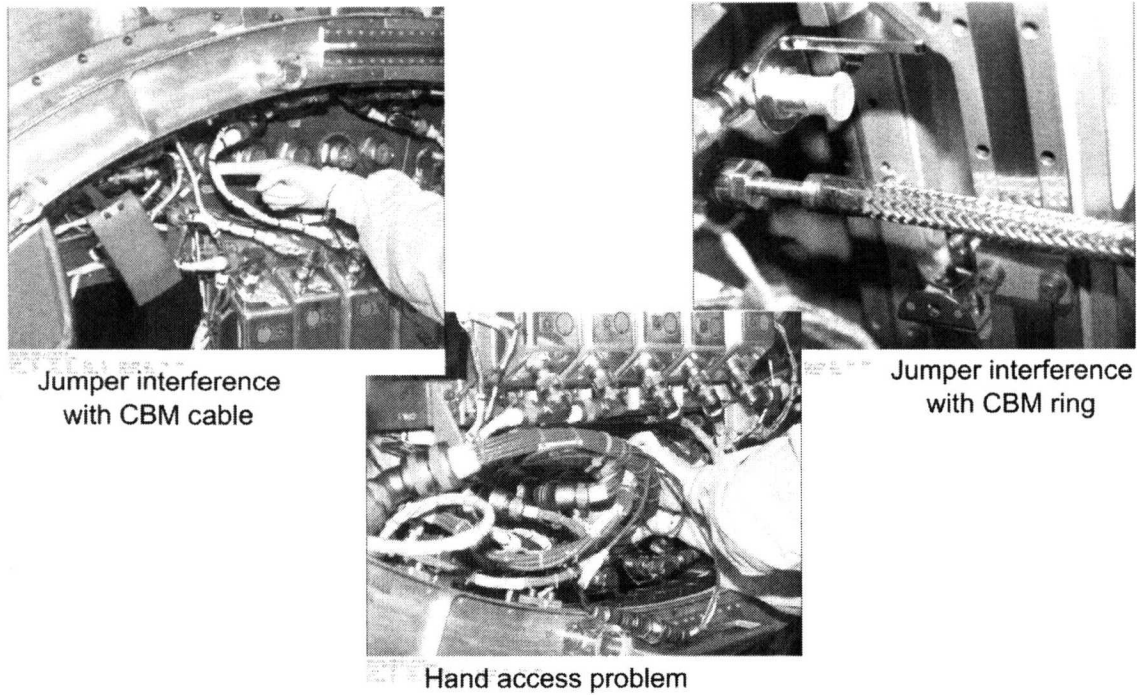 Jumper interference
with CBM cable
Jumper interference
with CBM ring
Hand access problem